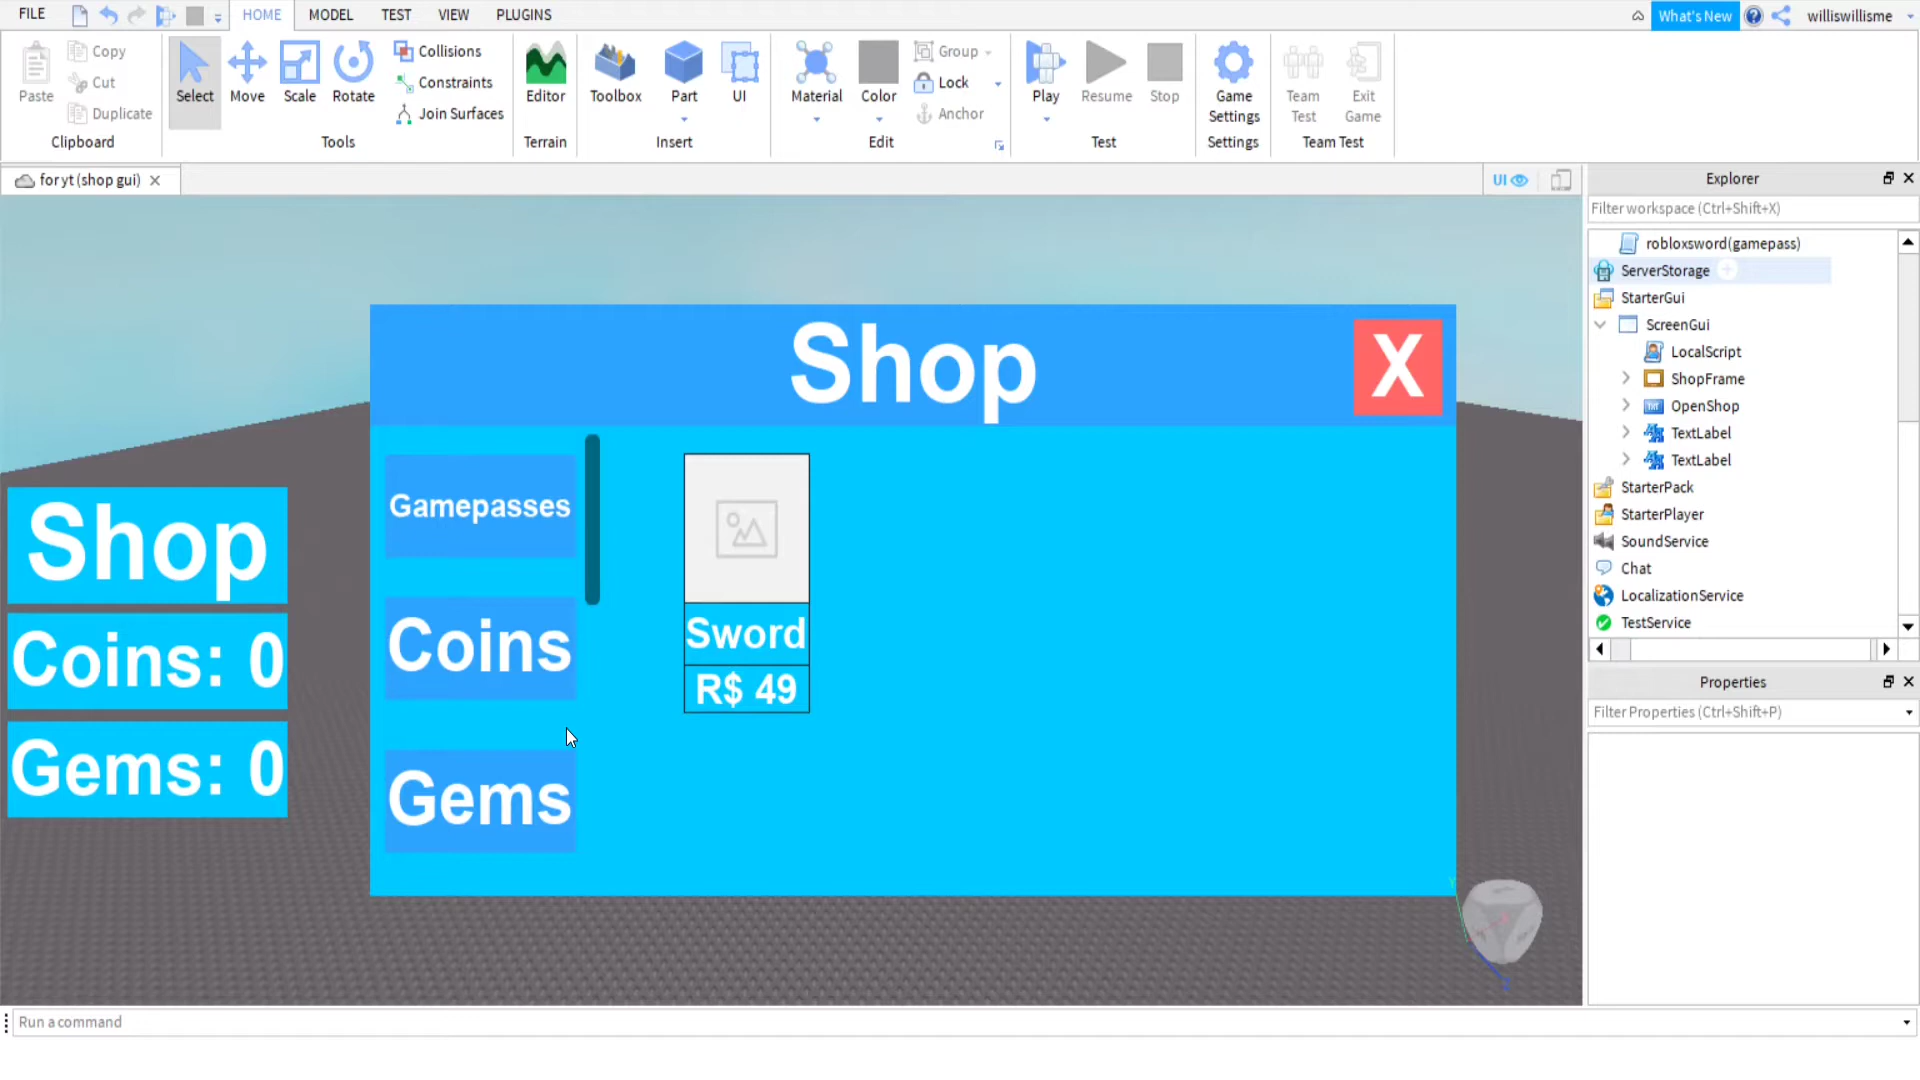 FILE
HOME
MODEL
TEST
VIEW
PLUGINS
What's New
williswillisme
Paste
Copy
Cut
Duplicate
Clipboard
Select
Move
Scale
Rotate
Collisions
Constraints
Join Surfaces
Tools
Editor
Terrain
Toolbox
Part
UI
Insert
Material
Color
Group
Lock
Anchor
Edit
Play
Resume
Stop
Test
Game
Settings
Settings
Team
Test
Exit
Game
Team Test
for yt (shop gui)
UI
Shop
X
Gamepasses
Coins
Gems
Sword
R$ 49
Shop
Coins: 0
Gems: 0
Explorer
Filter workspace (Ctrl+Shift+X)
robloxsword(gamepass)
ServerStorage
StarterGui
ScreenGui
LocalScript
ShopFrame
OpenShop
TextLabel
TextLabel
StarterPack
StarterPlayer
SoundService
Chat
LocalizationService
TestService
Properties
Filter Properties (Ctrl+Shift+P)
Run a command